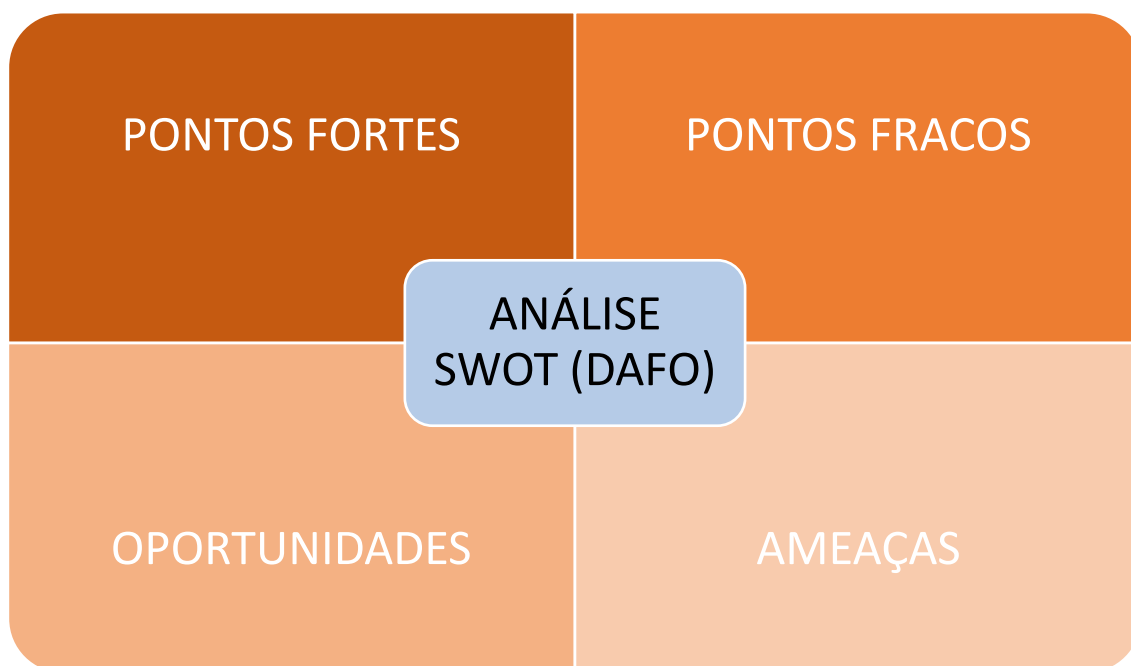 PONTOS FORTES
PONTOS FRACOS
ANÁLISE
SWOT (DAFO)
OPORTUNIDADES
AMEAÇAS